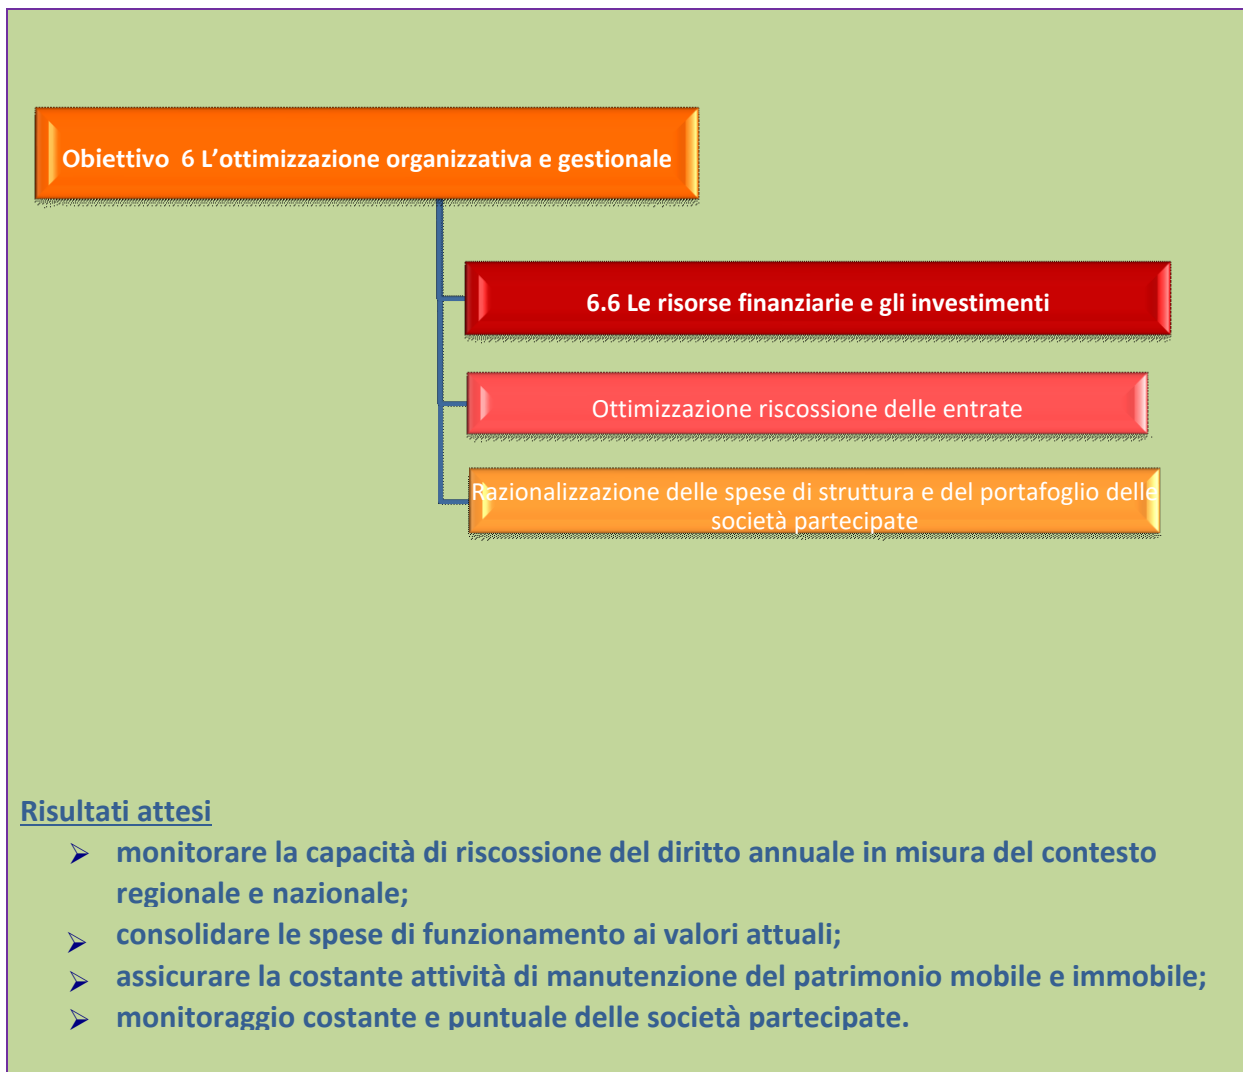 Obiettivo  6 L’ottimizzazione organizzativa e gestionale
6.6 Le risorse finanziarie e gli investimenti
Ottimizzazione riscossione delle entrate
Razionalizzazione delle spese di struttura e del portafoglio delle
società partecipate
Risultati attesi
➢ monitorare la capacità di riscossione del diritto annuale in misura del contesto
regionale e nazionale;
➢ consolidare le spese di funzionamento ai valori attuali;
➢ assicurare la costante attività di manutenzione del patrimonio mobile e immobile;
➢ monitoraggio costante e puntuale delle società partecipate.